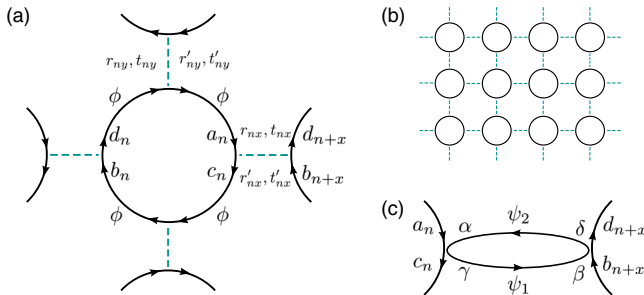 (a)
(b)
r_{ny}, t_{ny} r'_{ny}, t'_{ny}
ϕ ϕ
d_n a_n r_{nx}, t_{nx} d_{n+x}
b_n c_n r'_{nx}, t'_{nx} b_{n+x}
ϕ ϕ
(c)
a_n α ψ_2 δ d_{n+x}
c_n γ ψ_1 β b_{n+x}